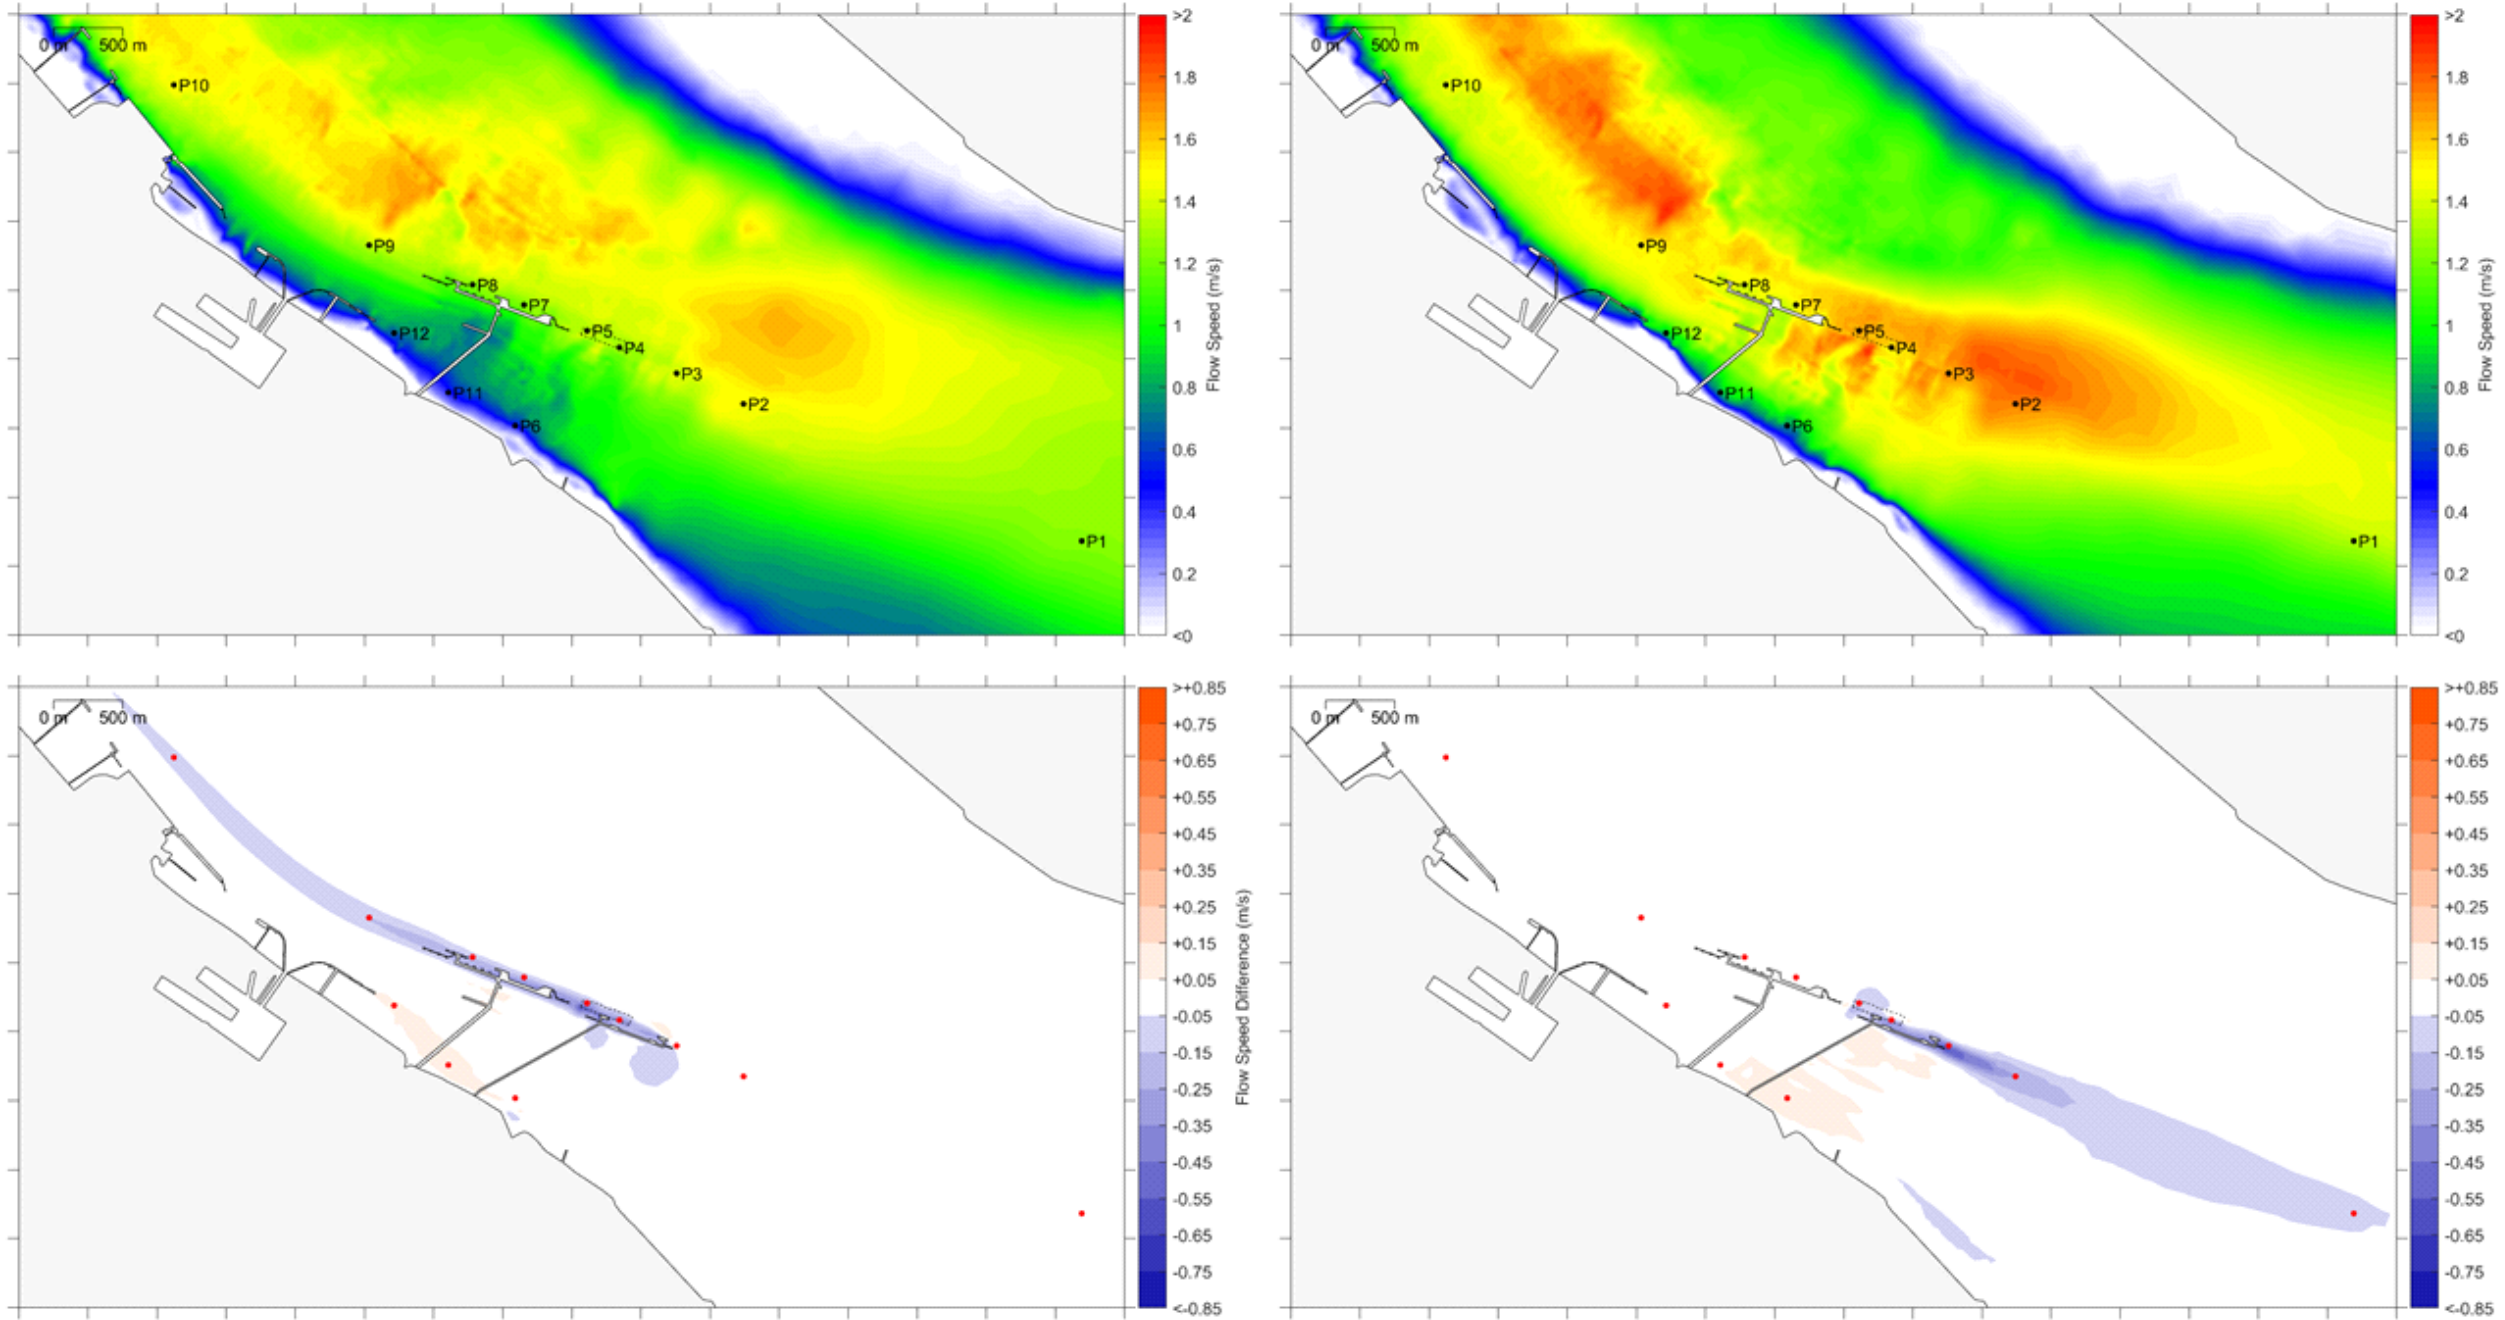 0 m 500 m
P10
P9
P8
P7
P5
P4
P12
P3
P2
P11
P6
P1
>2
1.8
1.6
1.4
1.2
1
0.8
0.6
0.4
0.2
<0
Flow Speed (m/s)
0 m 500 m
P10
P9
P8
P7
P5
P4
P12
P3
P2
P11
P6
P1
>2
1.8
1.6
1.4
1.2
1
0.8
0.6
0.4
0.2
<0
Flow Speed (m/s)
0 m 500 m
>+0.85
+0.75
+0.65
+0.55
+0.45
+0.35
+0.25
+0.15
+0.05
-0.05
-0.15
-0.25
-0.35
-0.45
-0.55
-0.65
-0.75
<-0.85
Flow Speed Difference (m/s)
0 m 500 m
>+0.85
+0.75
+0.65
+0.55
+0.45
+0.35
+0.25
+0.15
+0.05
-0.05
-0.15
-0.25
-0.35
-0.45
-0.55
-0.65
-0.75
<-0.85